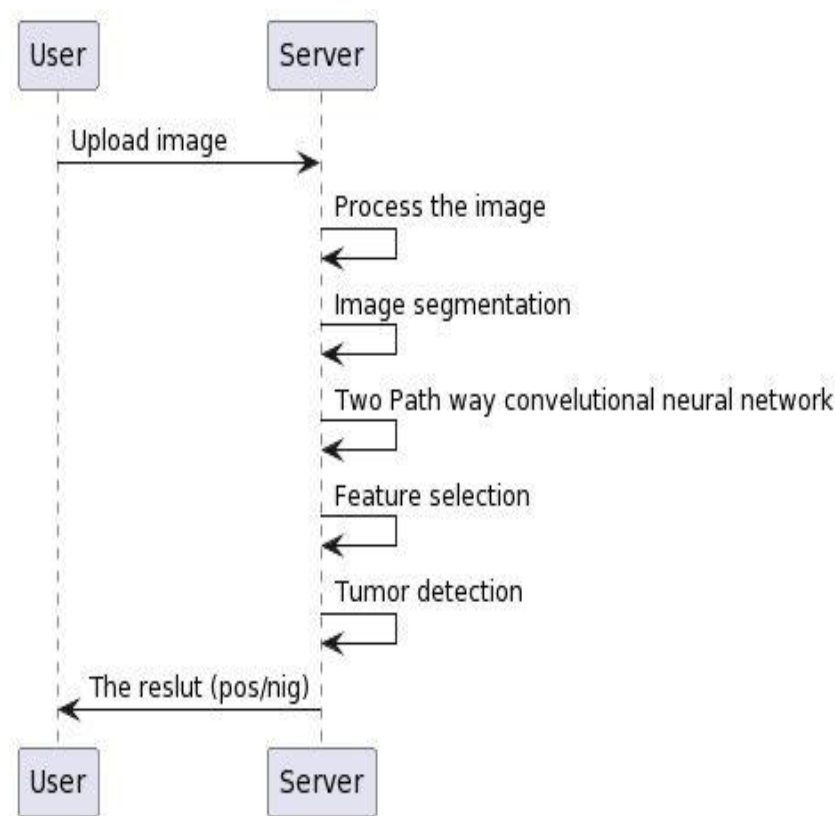 User
Server
Upload image
Process the image
Image segmentation
Two Path way convelutional neural network
Feature selection
Tumor detection
The reslut (pos/nig)
User
Server